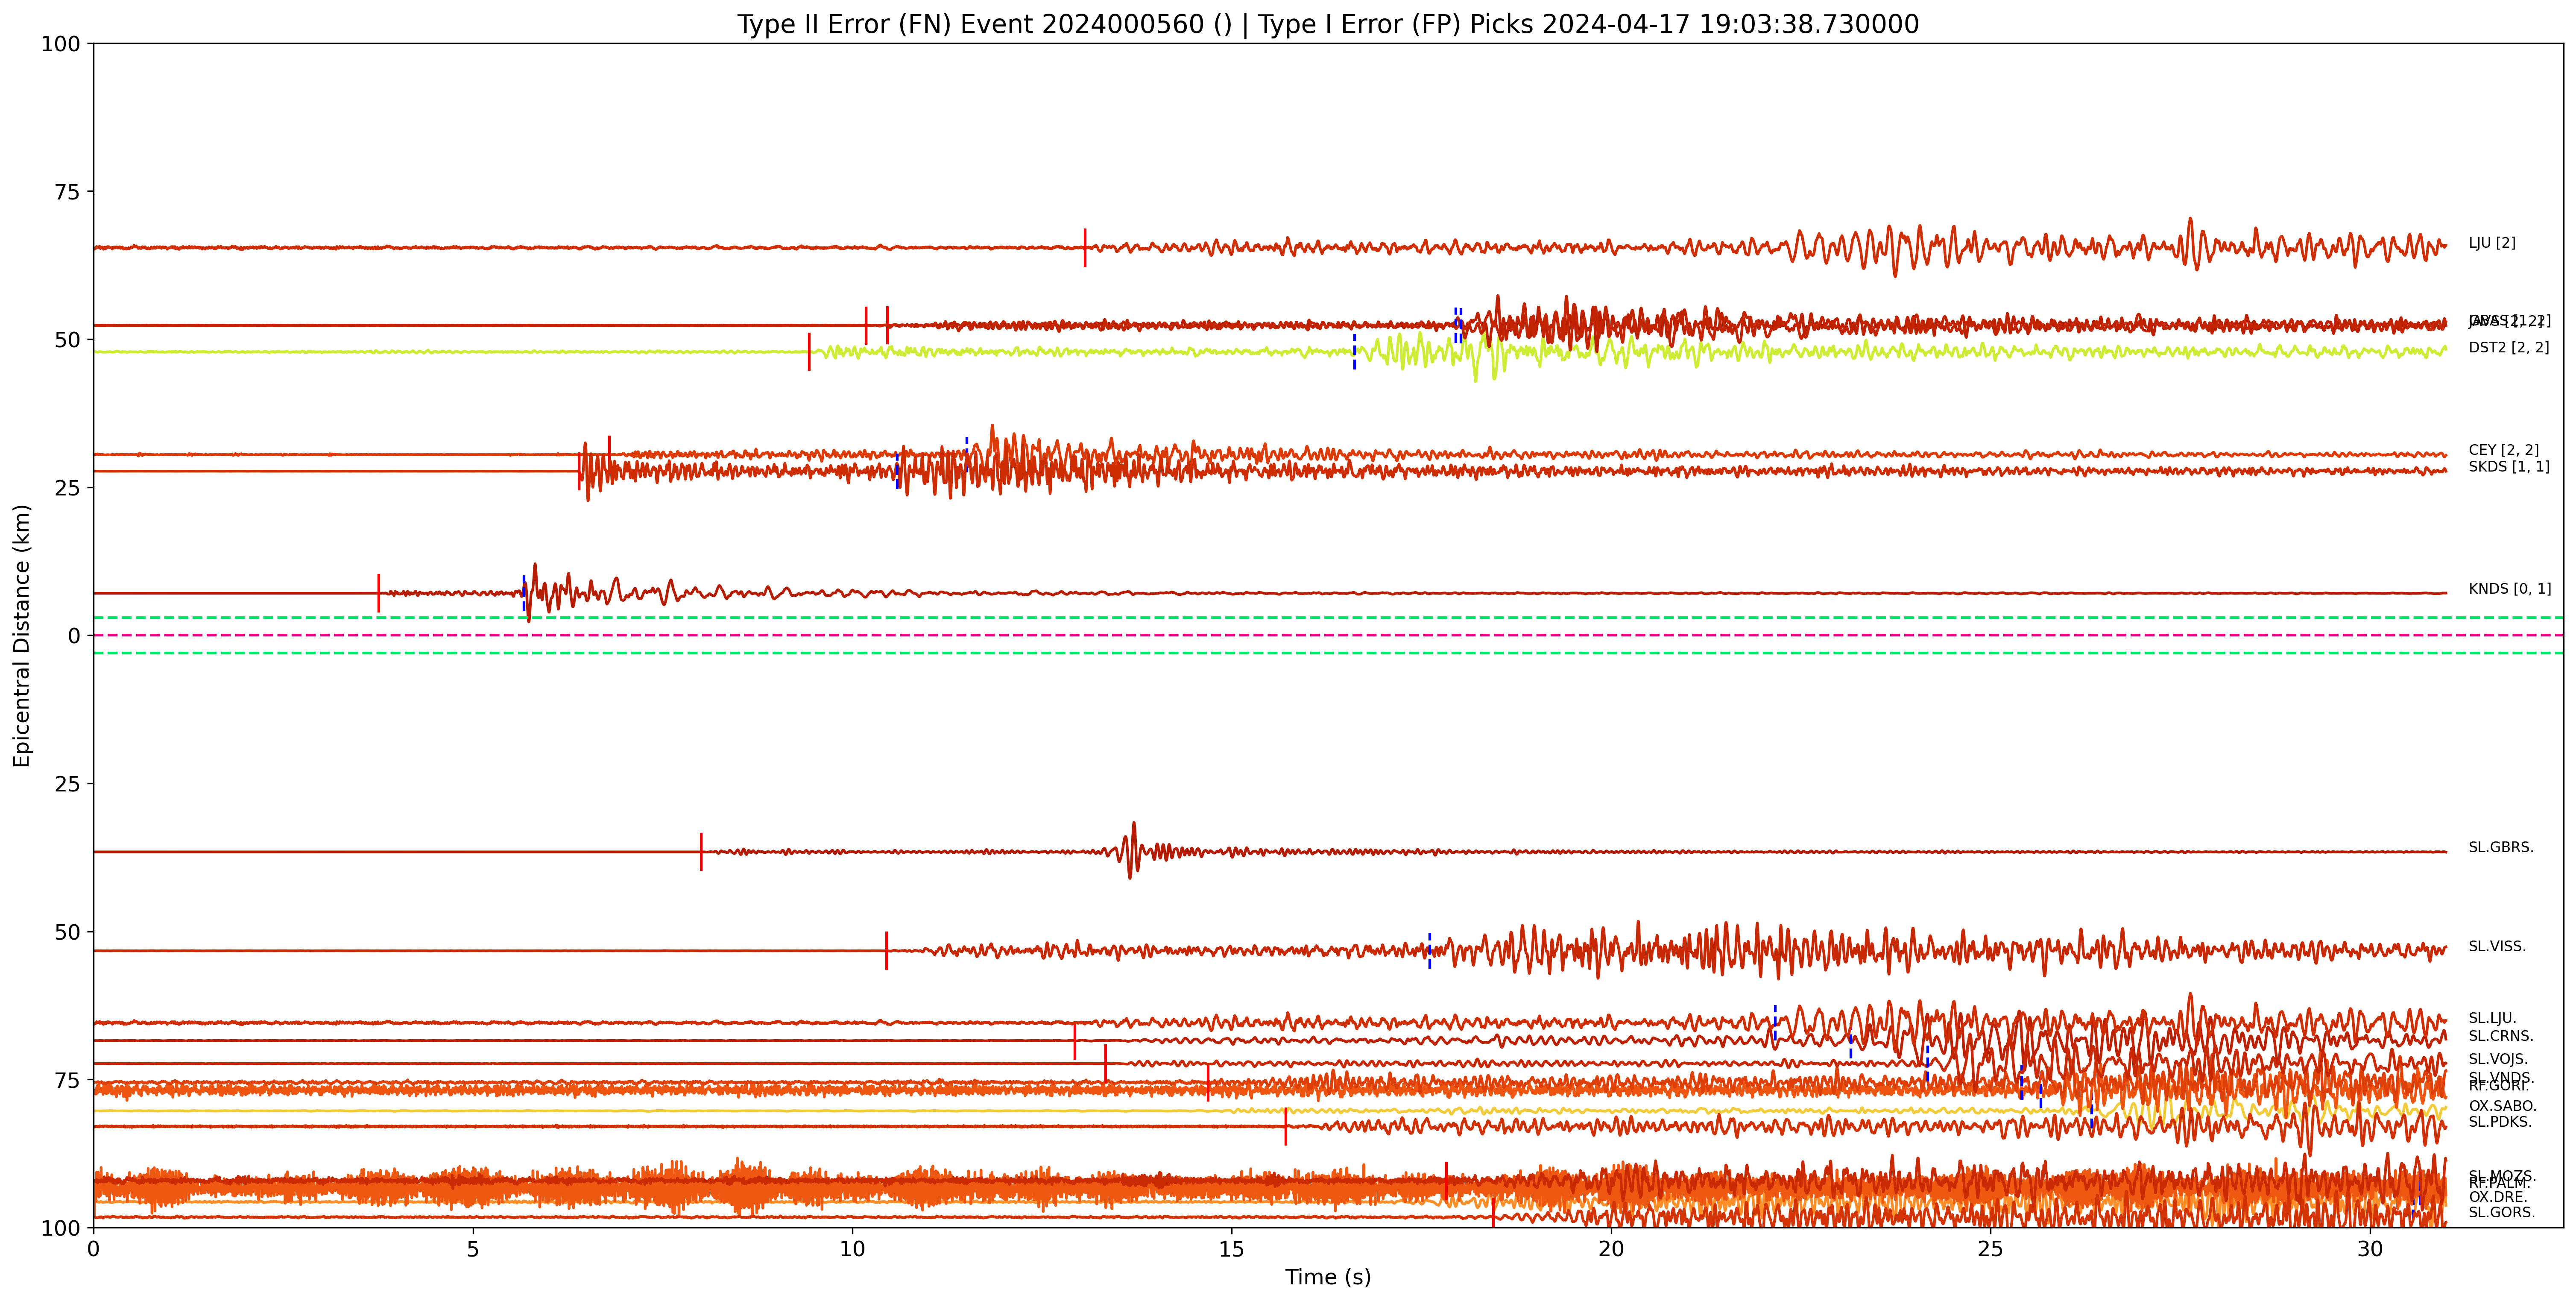 Type II Error (FN) Event 2024000560 () | Type I Error (FP) Picks 2024-04-17 19:03:38.730000
100
75
50
25
0
25
50
75
100
Epicentral Distance (km)
LJU [2]
DST2 [2, 2]
CEY [2, 2]
SKDS [1, 1]
KNDS [0, 1]
SL.GBRS.
SL.VISS.
SL.LJU.
SL.CRNS.
SL.VOJS.
SL.VNDS.
RF.GORI.
OX.SABO.
SL.PDKS.
SL.MOZS.
RF.PALM.
OX.DRE.
SL.GORS.
0 5 10 15 20 25 30
Time (s)